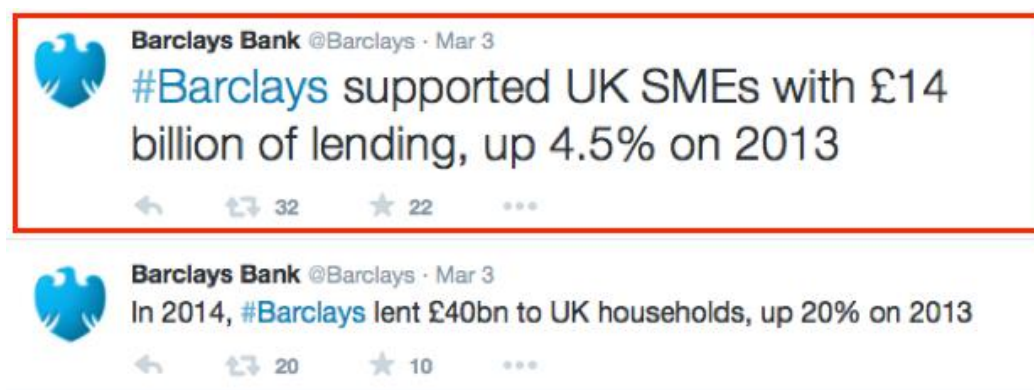 Barclays Bank @Barclays · Mar 3
#Barclays supported UK SMEs with £14
billion of lending, up 4.5% on 2013
32 22
Barclays Bank @Barclays · Mar 3
In 2014, #Barclays lent £40bn to UK households, up 20% on 2013
20 10